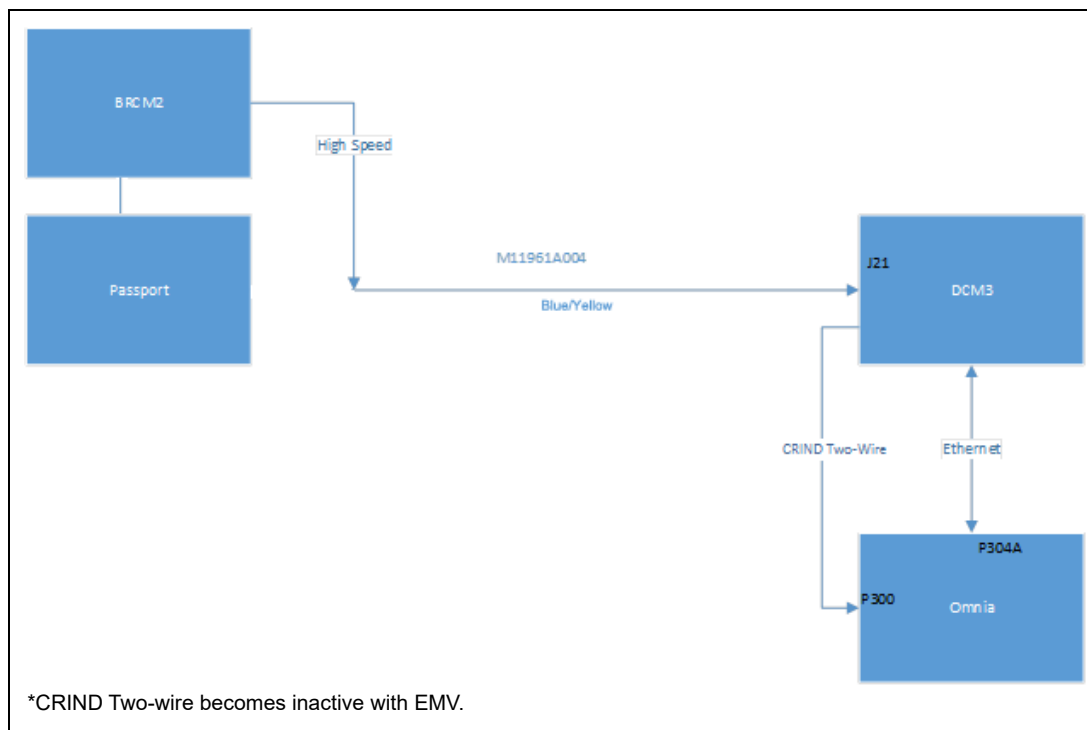 BRCM2
High Speed
Passport
M11961A004
Blue/Yellow
J21
DCM3
CRIND Two-Wire
Ethernet
P304A
P300
Omnia
*CRIND Two-wire becomes inactive with EMV.